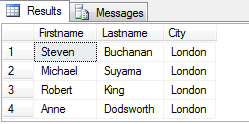 Results Messages
Firstname Lastname City
1 Steven Buchanan London
2 Michael Suyama London
3 Robert King London
4 Anne Dodsworth London